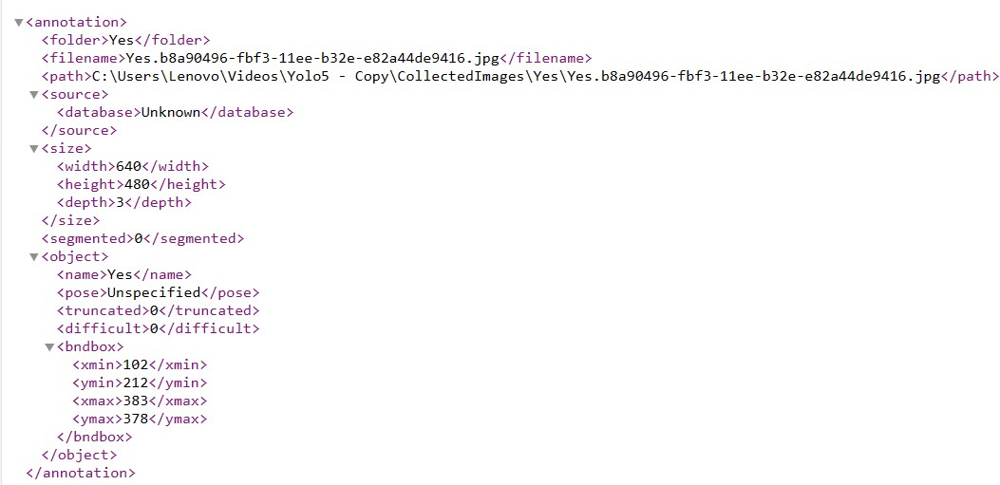 ▼<annotation>
<folder>Yes</folder>
<filename>Yes.b8a90496-fbf3-11ee-b32e-e82a44de9416.jpg</filename>
<path>C:\Users\Lenovo\Videos\Yolo5 - Copy\CollectedImages\Yes\Yes.b8a90496-fbf3-11ee-b32e-e82a44de9416.jpg</path>
▼<source>
<database>Unknown</database>
</source>
▼<size>
<width>640</width>
<height>480</height>
<depth>3</depth>
</size>
<segmented>0</segmented>
▼<object>
<name>Yes</name>
<pose>Unspecified</pose>
<truncated>0</truncated>
<difficult>0</difficult>
▼<bndbox>
<xmin>102</xmin>
<ymin>212</ymin>
<xmax>383</xmax>
<ymax>378</ymax>
</bndbox>
</object>
</annotation>